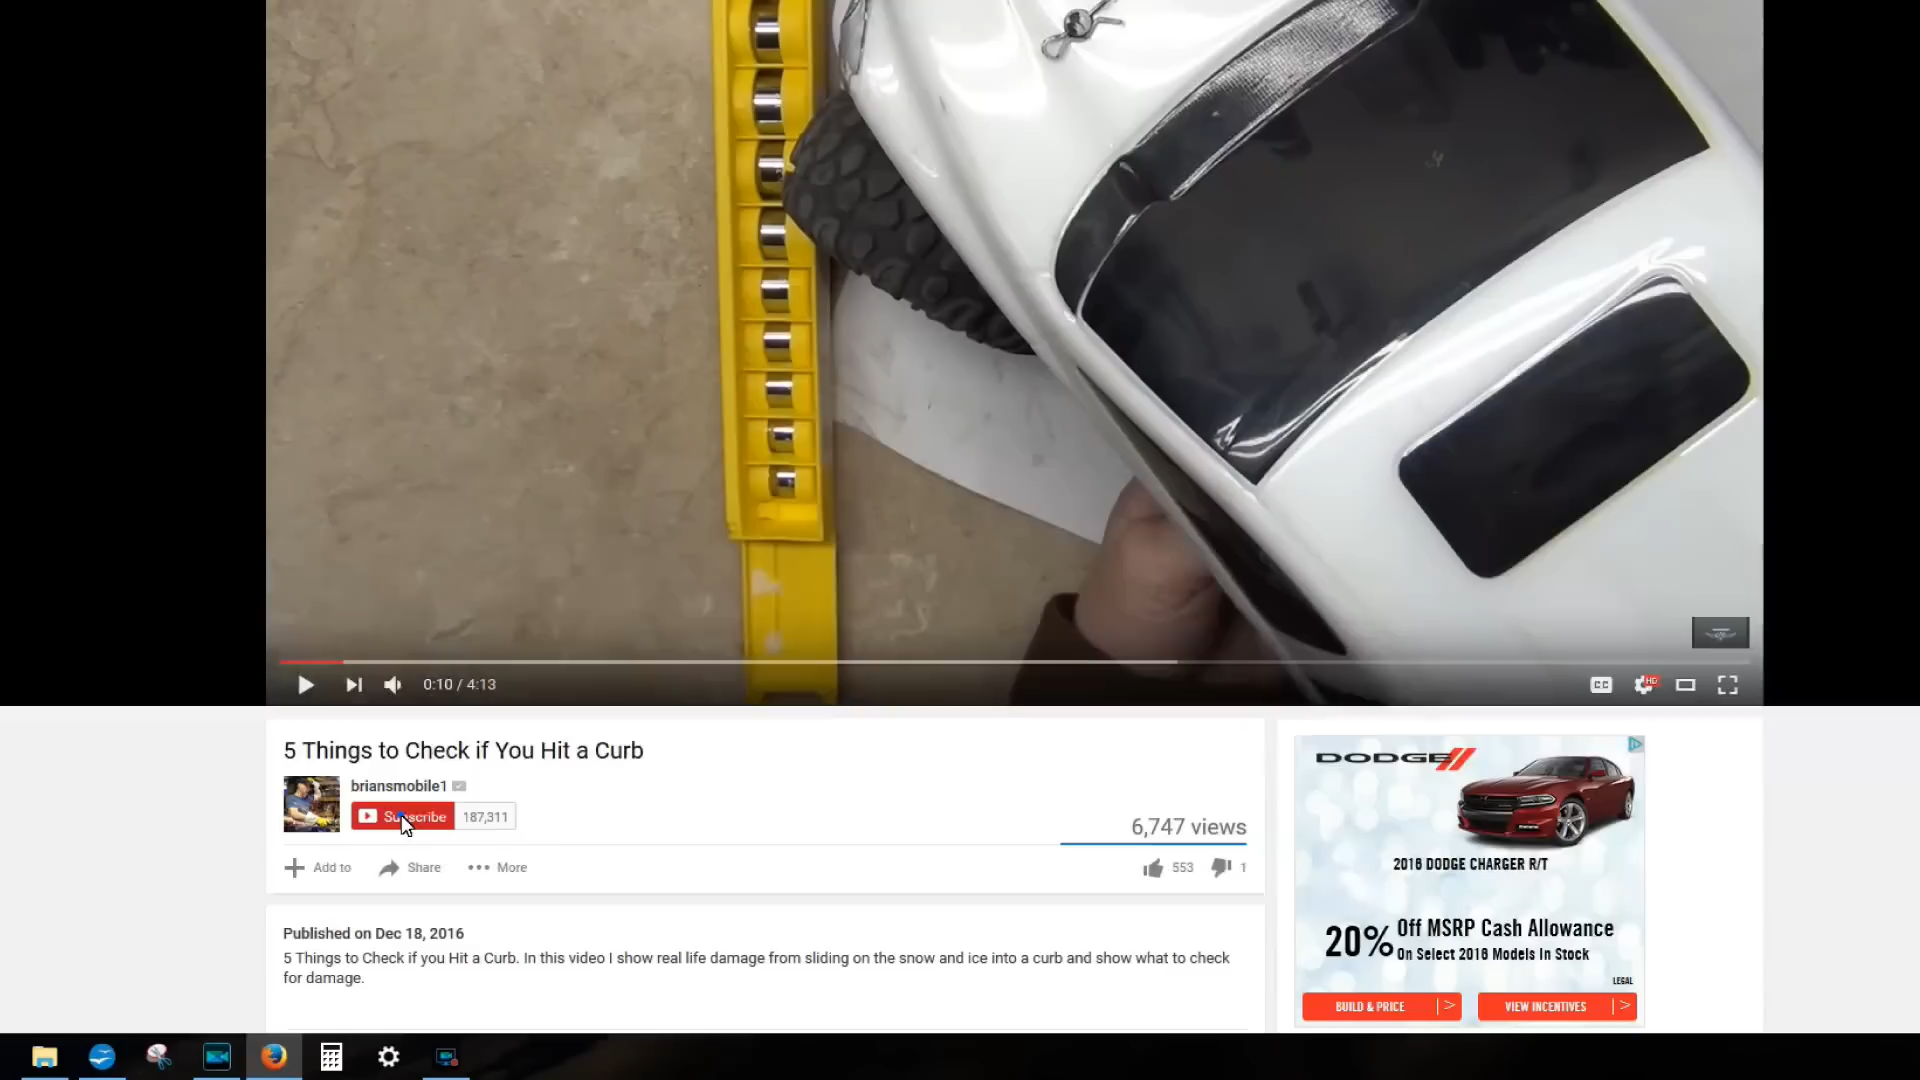 0:10 / 4:13
CC
HD
5 Things to Check if You Hit a Curb
briansmobile1
Subscribe 187,311
6,747 views
Add to Share More
553 1
Published on Dec 18, 2016
5 Things to Check if you Hit a Curb. In this video I show real life damage from sliding on the snow and ice into a curb and show what to check
for damage.
DODGE
2016 DODGE CHARGER R/T
20% Off MSRP Cash Allowance
On Select 2016 Models In Stock
LEGAL
BUILD & PRICE >
VIEW INCENTIVES >